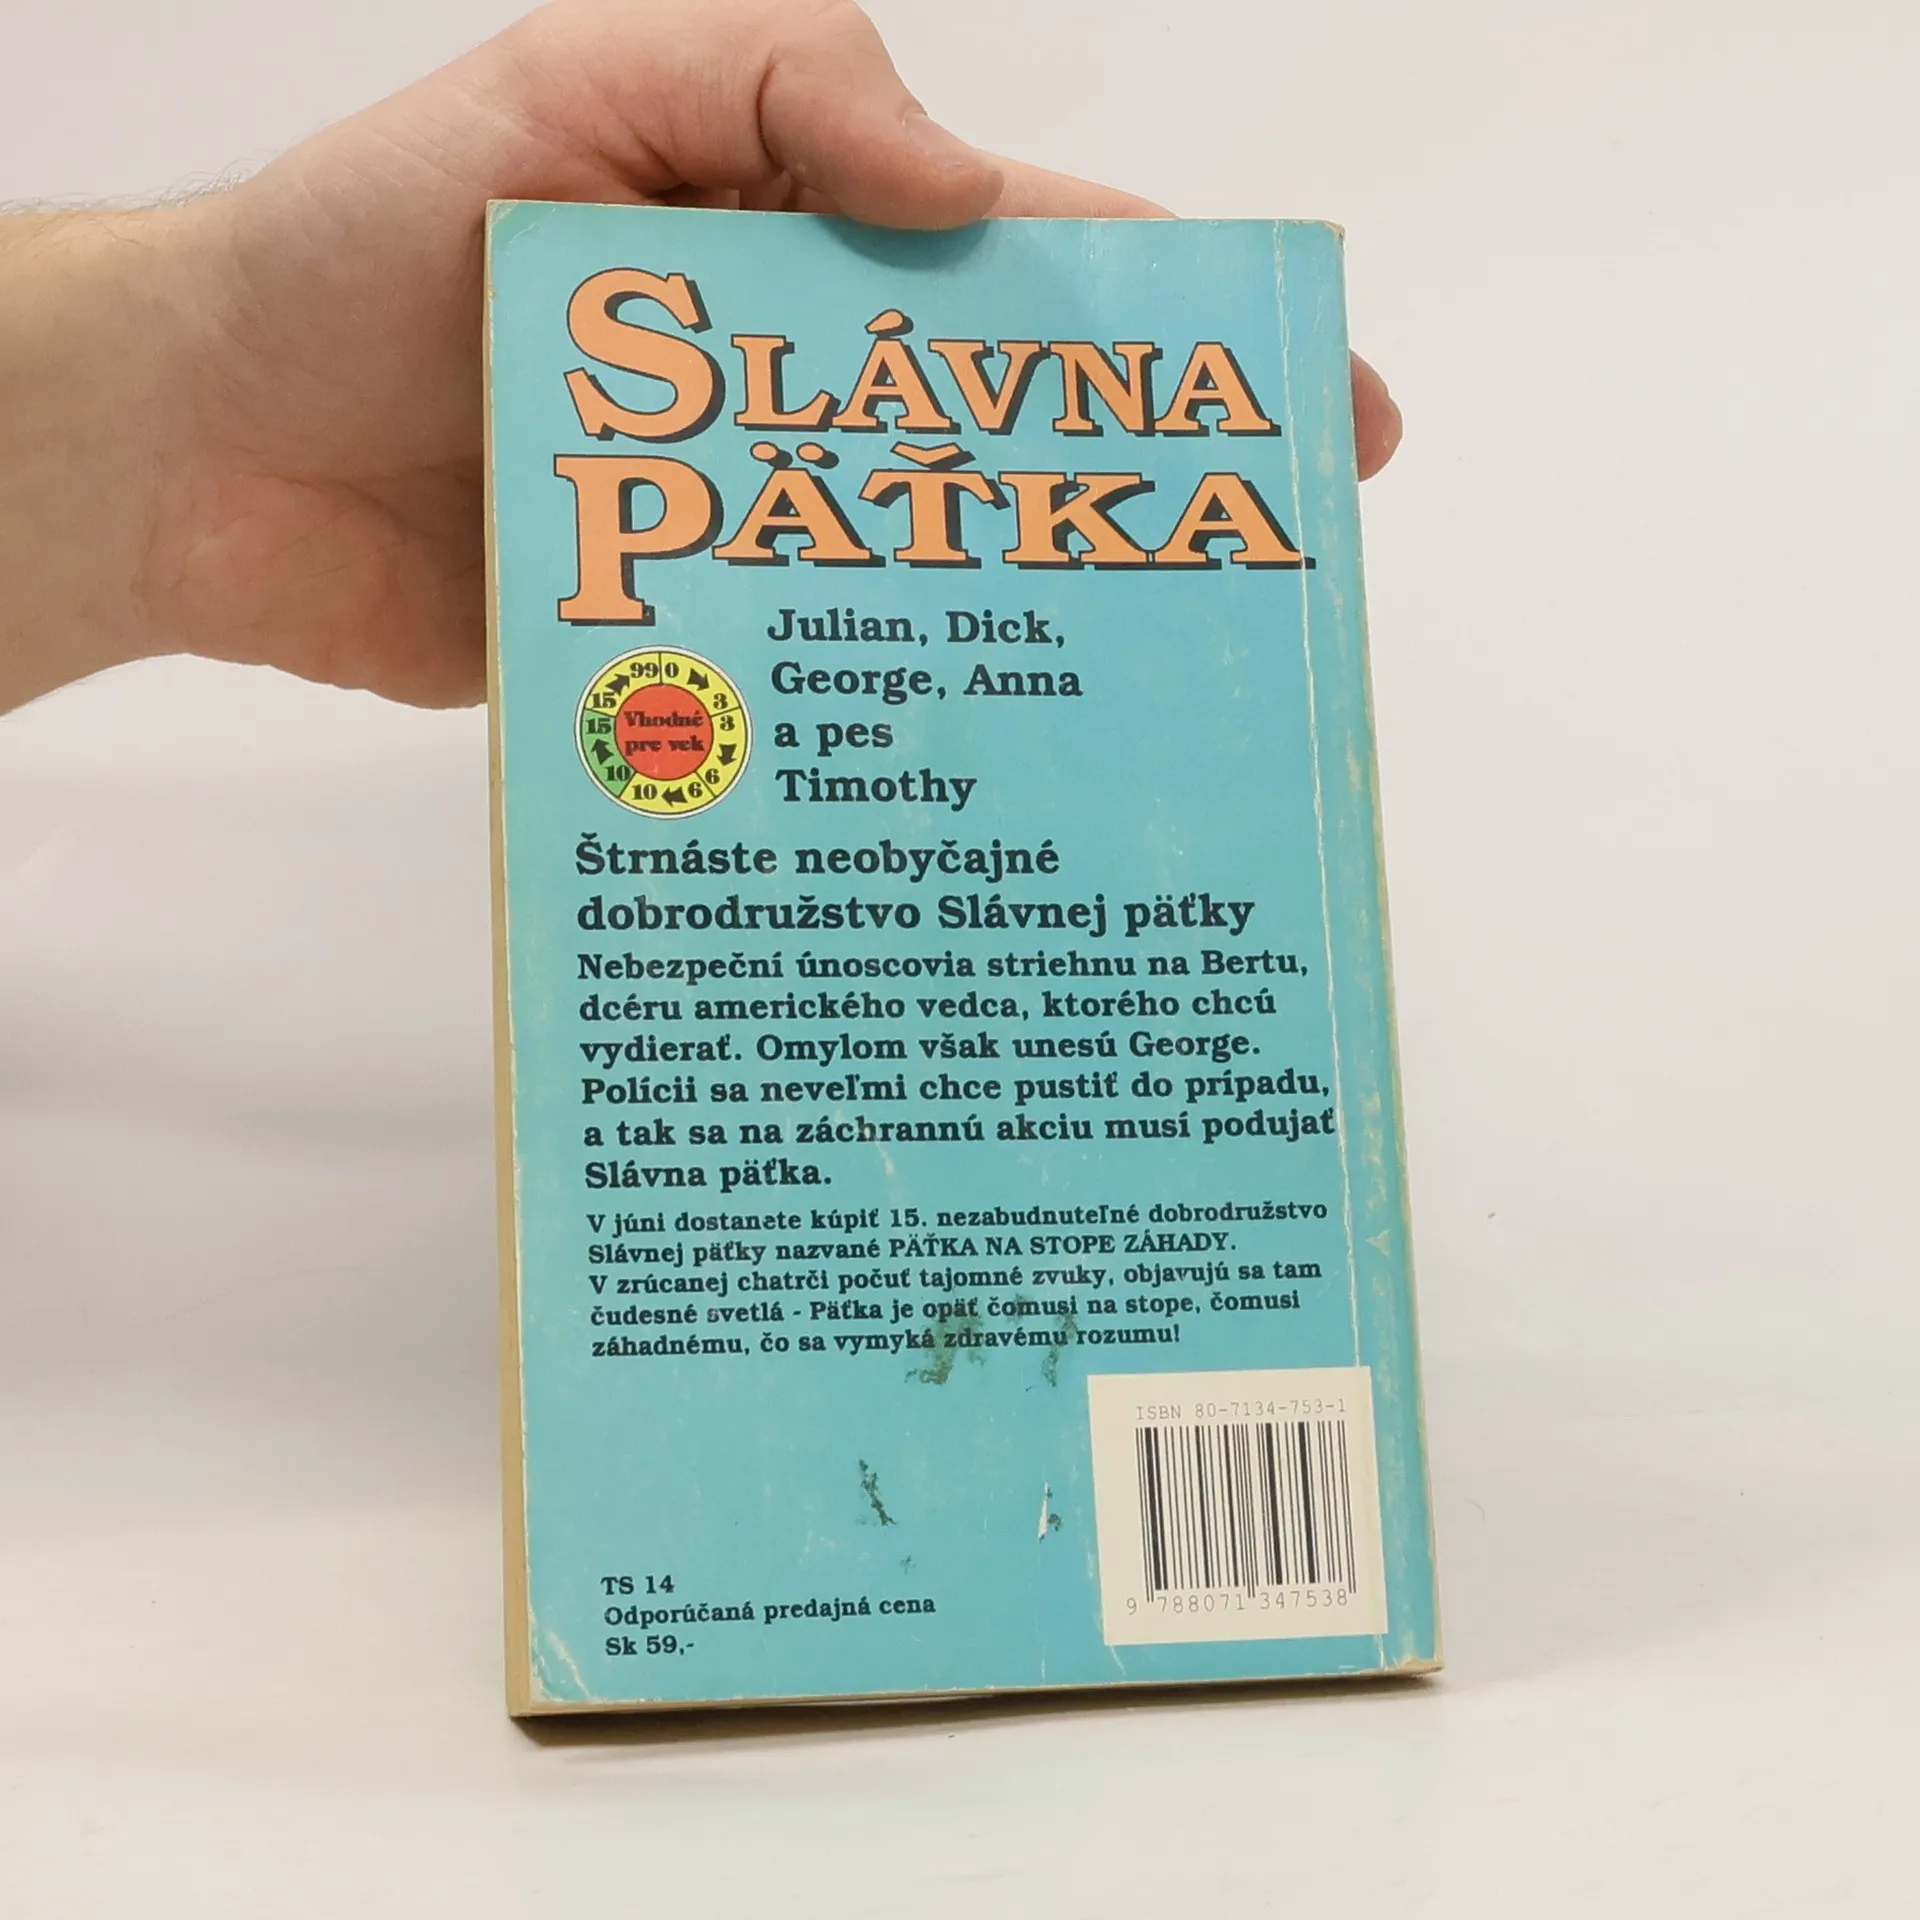 SLÁVNA
PÄŤKA
Julian, Dick,
George, Anna
a pes
Timothy
99 0
15 3
15 Vhodné 3
pre vek
10 6
10 6
Štrnáste neobyčajné
dobrodružstvo Slávnej päťky
Nebezpeční únoscovia striehnu na Bertu,
dcéru amerického vedca, ktorého chcú
vydierať. Omylom však unesú George.
Polícii sa neveľmi chce pustiť do prípadu,
a tak sa na záchrannú akciu musí podujať
Slávna päťka.
V júni dostanete kúpiť 15. nezabudnuteľné dobrodružstvo
Slávnej päťky nazvané PÄŤKA NA STOPE ZÁHADY.
V zrúcanej chatrči počuť tajomné zvuky, objavujú sa tam
čudesné svetlá - Päťka je opäť čomusi na stope, čomusi
záhadnému, čo sa vymyká zdravému rozumu!
ISBN 80-7134-753-1
9 788071 347538
TS 14
Odporúčaná predajná cena
Sk 59,-